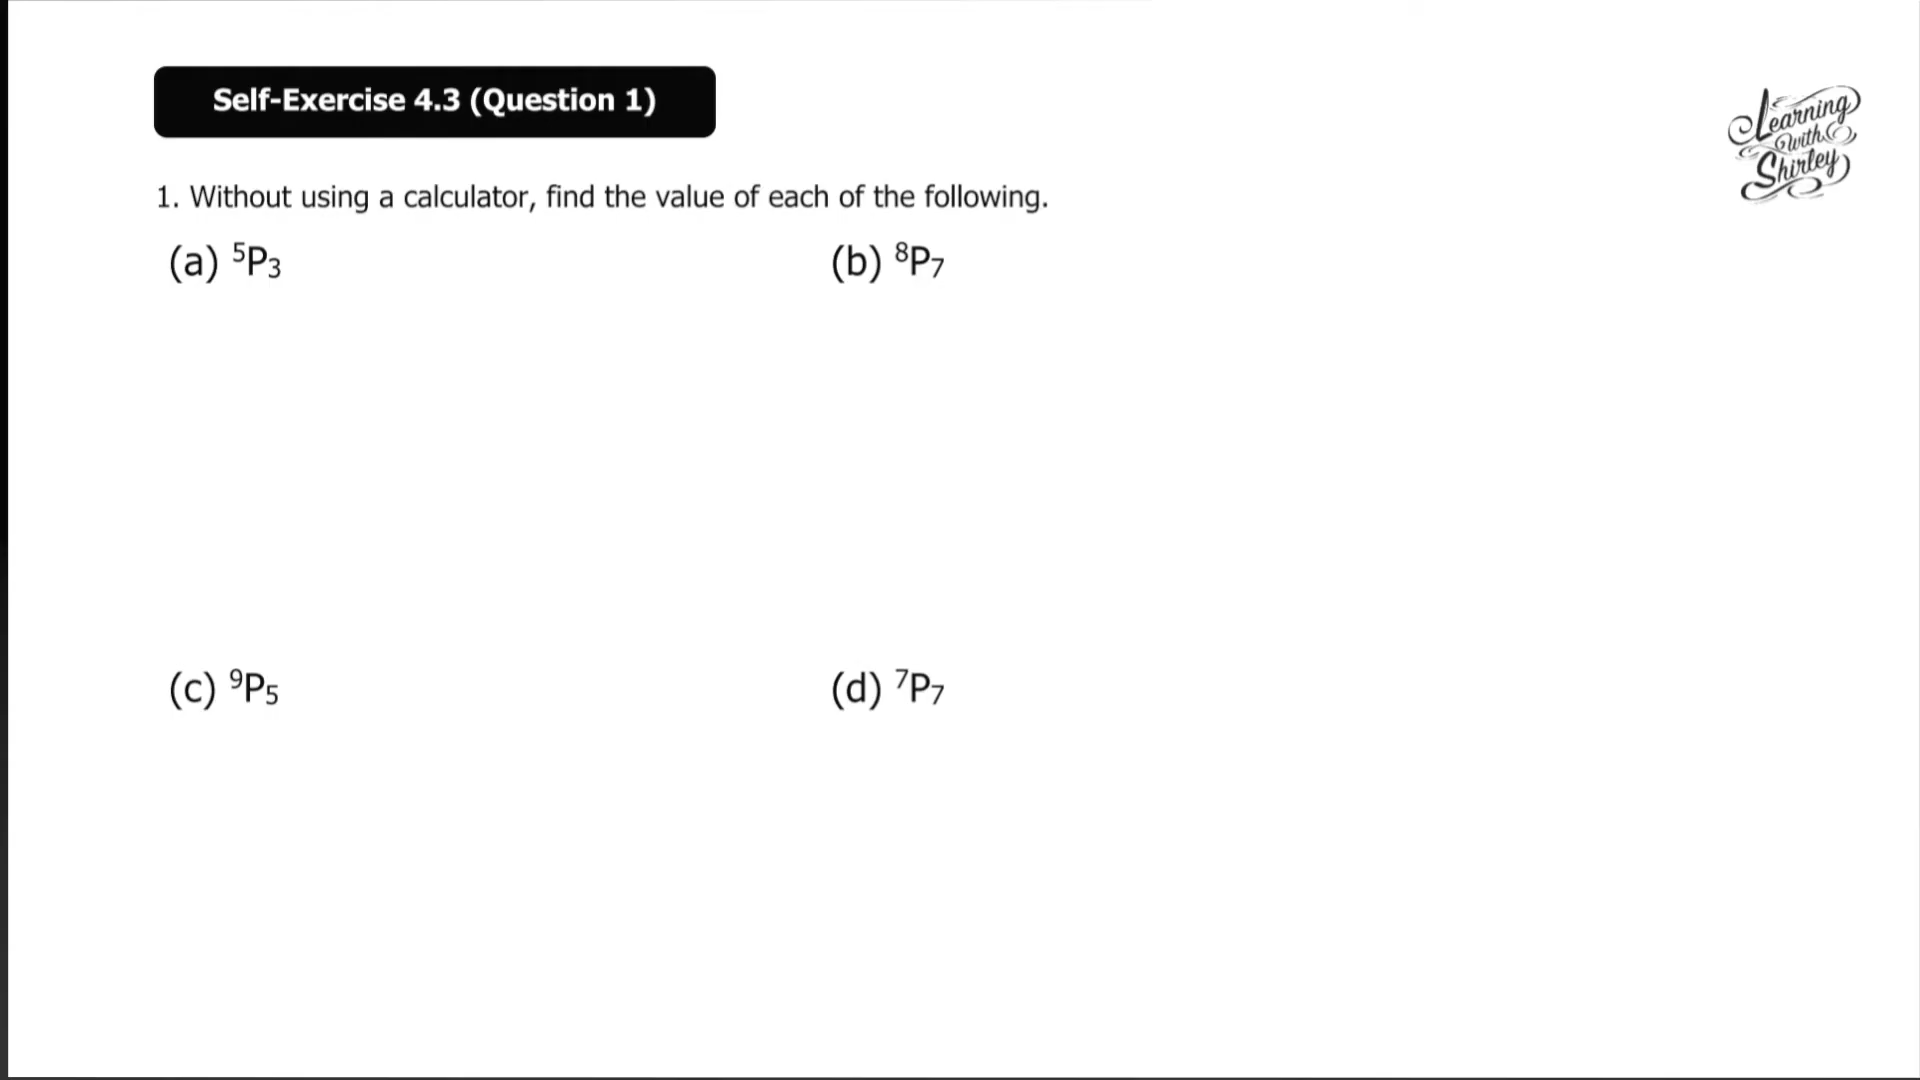 Self-Exercise 4.3 (Question 1)
Learning
with
Shirley
1. Without using a calculator, find the value of each of the following.
(a) ⁵P₃
(b) ⁸P₇
(c) ⁹P₅
(d) ⁷P₇